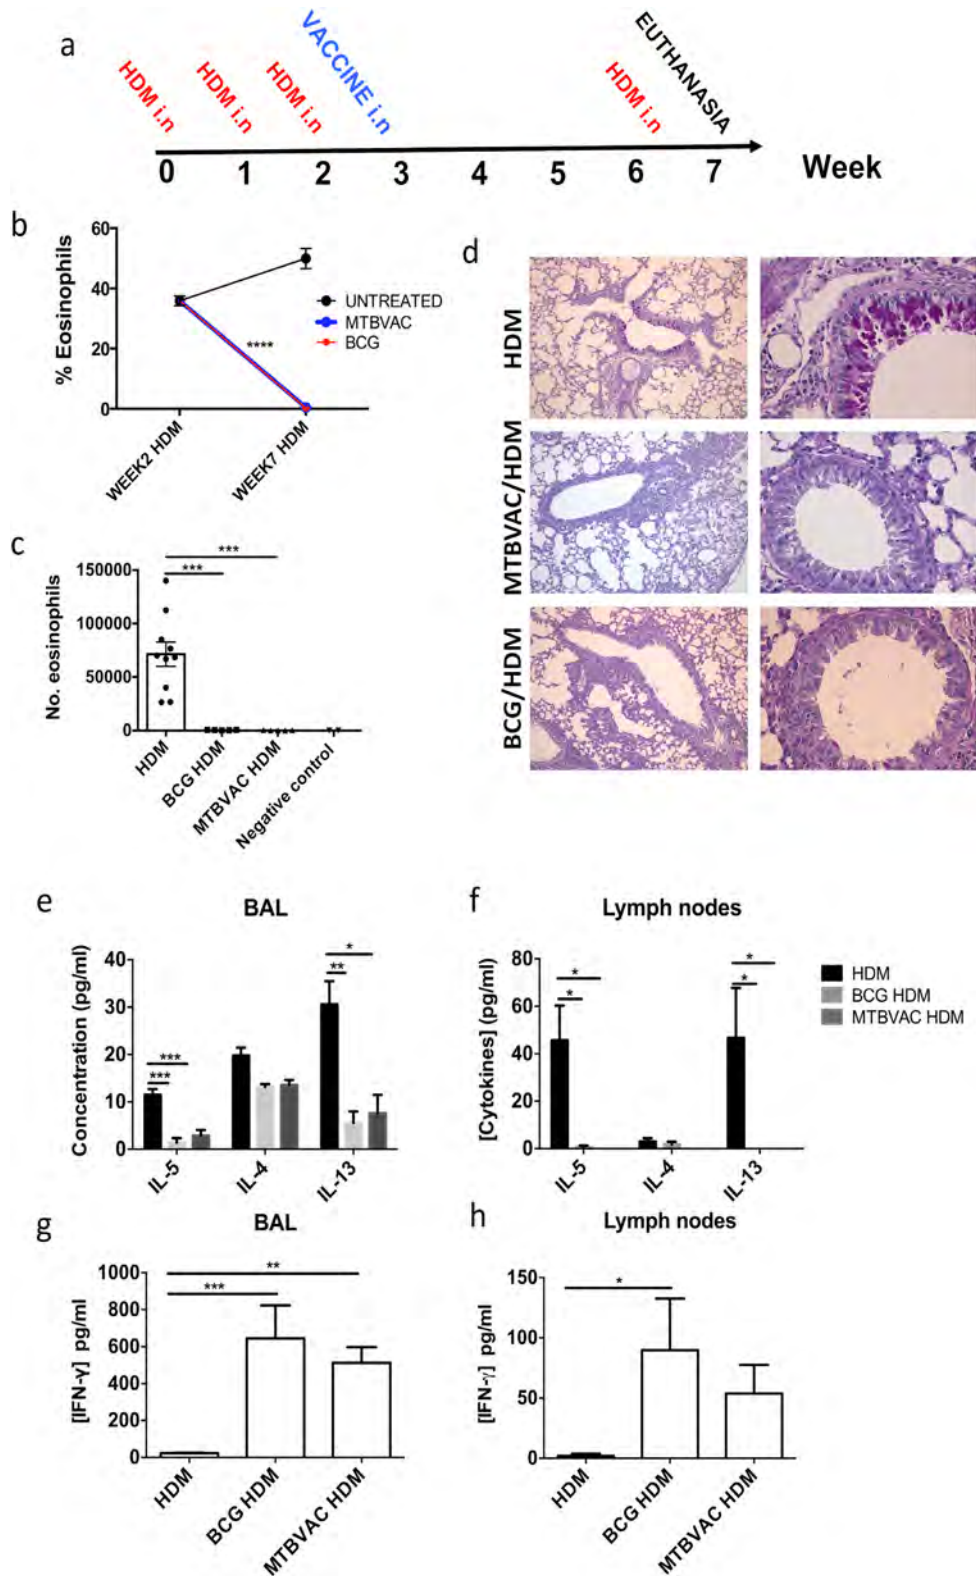 a
HDM i.n
HDM i.n
HDM i.n
VACCINE i.n
HDM i.n
EUTHANASIA
0 1 2 3 4 5 6 7 Week
b
% Eosinophils
60
40
20
0
****
UNTREATED
MTBVAC
BCG
WEEK2 HDM
WEEK7 HDM
c
No. eosinophils
150000
100000
50000
0
***
***
HDM
BCG HDM
MTBVAC HDM
Negative control
d
HDM
MTBVAC/HDM
BCG/HDM
e
BAL
Concentration (pg/ml)
40
30
20
10
0
***
***
*
**
IL-5
IL-4
IL-13
f
Lymph nodes
[Cytokines] (pg/ml)
80
60
40
20
0
*
*
*
*
IL-5
IL-4
IL-13
HDM
BCG HDM
MTBVAC HDM
g
BAL
[IFN-γ] pg/ml
1000
800
600
400
200
0
**
***
HDM
BCG HDM
MTBVAC HDM
h
Lymph nodes
[IFN-γ] pg/ml
150
100
50
0
*
HDM
BCG HDM
MTBVAC HDM